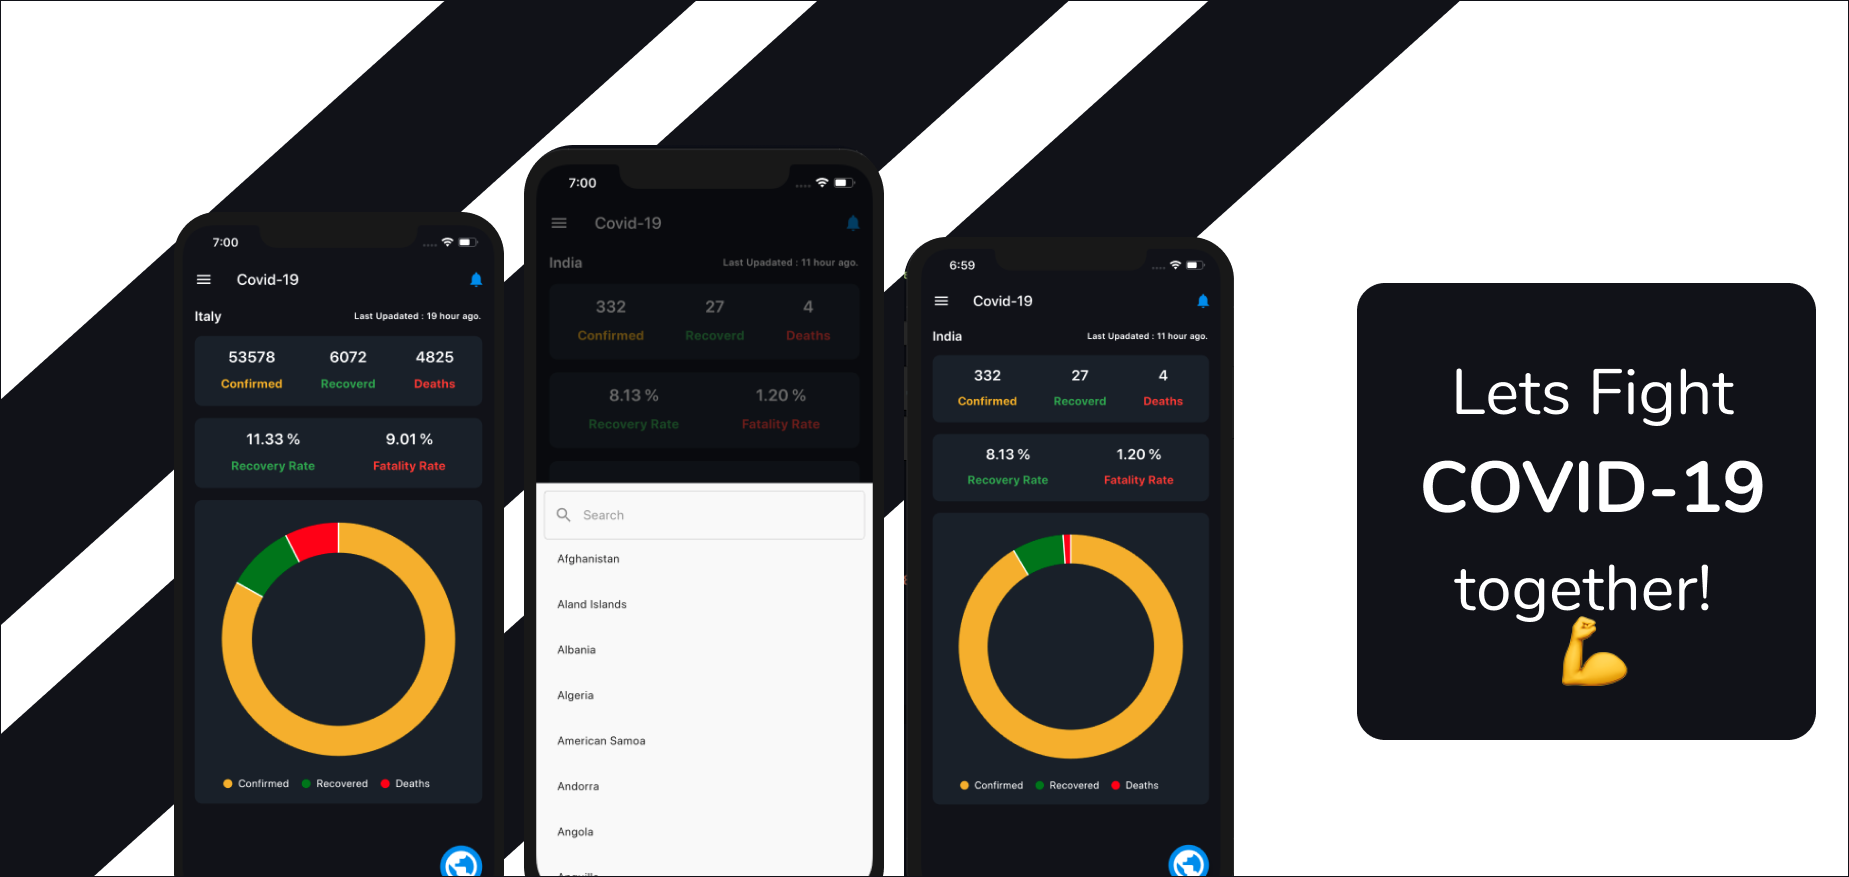 7:00
Covid-19
Italy
Last Upadated : 19 hour ago.
53578 6072 4825
Confirmed Recoverd Deaths
11.33 % 9.01 %
Recovery Rate Fatality Rate
Confirmed Recovered Deaths
7:00
Covid-19
India
Last Upadated : 11 hour ago.
332 27 4
Confirmed Recoverd Deaths
8.13 % 1.20 %
Recovery Rate Fatality Rate
Search
Afghanistan
Aland Islands
Albania
Algeria
American Samoa
Andorra
Angola
6:59
Covid-19
India
Last Upadated : 11 hour ago.
332 27 4
Confirmed Recoverd Deaths
8.13 % 1.20 %
Recovery Rate Fatality Rate
Confirmed Recovered Deaths
Lets Fight
COVID-19
together!